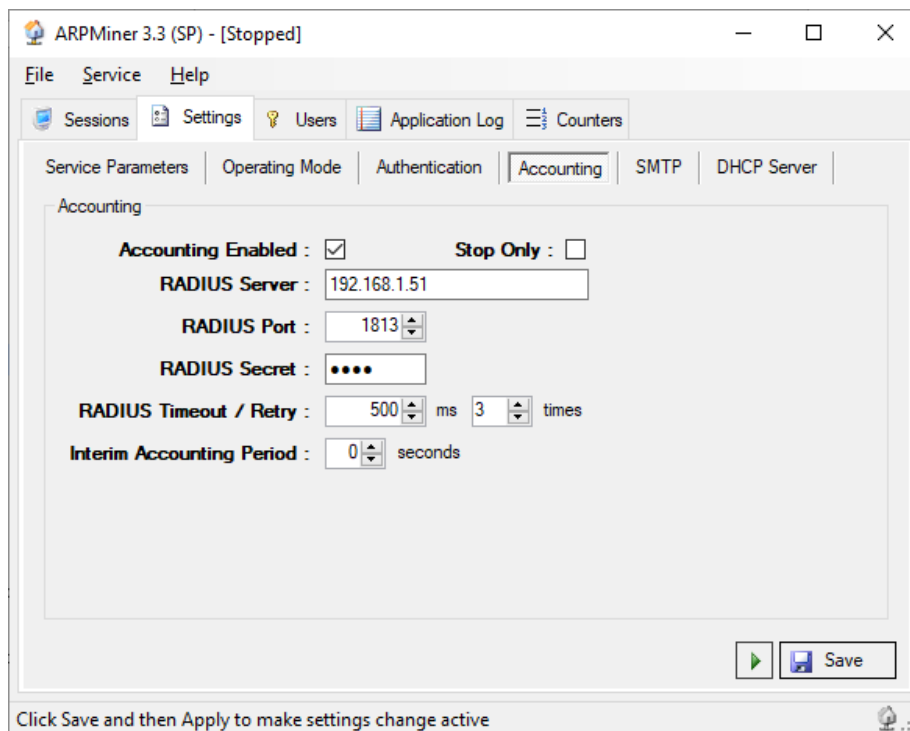 ARPMiner 3.3 (SP) - [Stopped]
File Service Help
Sessions Settings Users Application Log Counters
Service Parameters Operating Mode Authentication Accounting SMTP DHCP Server
Accounting
Accounting Enabled : Stop Only :
RADIUS Server : 192.168.1.51
RADIUS Port : 1813
RADIUS Secret : ••••
RADIUS Timeout / Retry : 500 ms 3 times
Interim Accounting Period : 0 seconds
Save
Click Save and then Apply to make settings change active